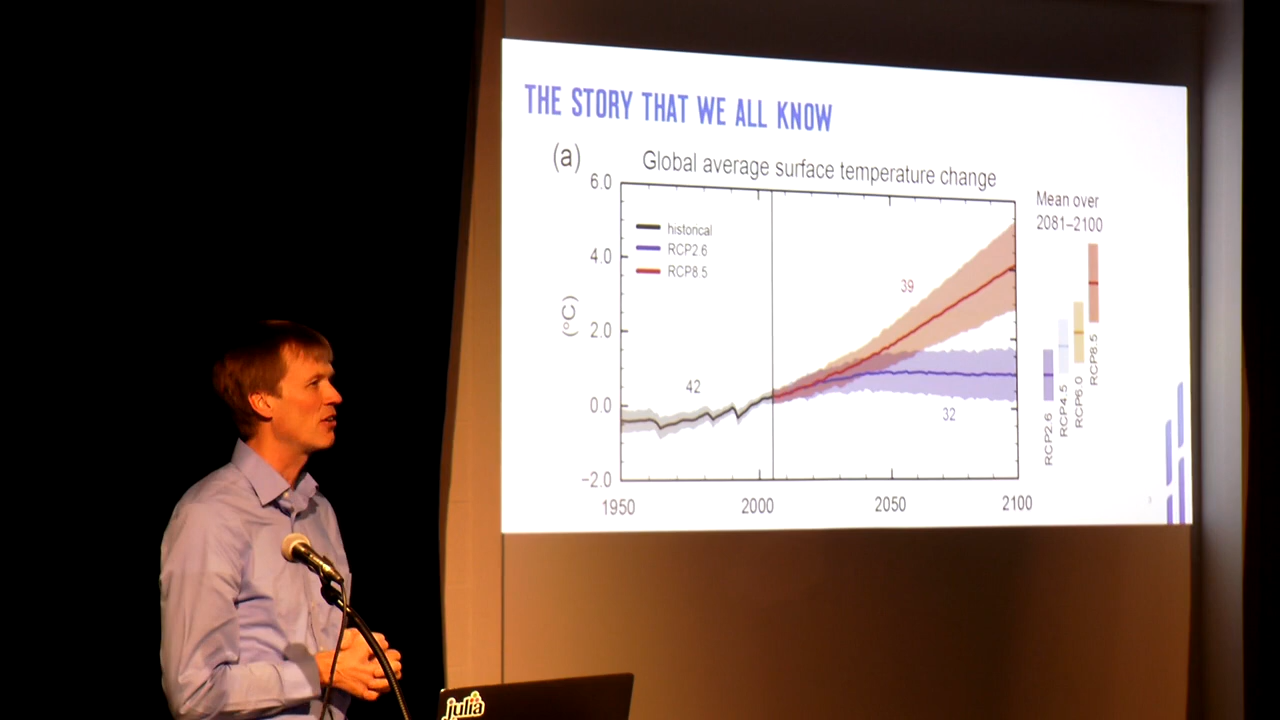 THE STORY THAT WE ALL KNOW
(a)
Global average surface temperature change
6.0
4.0
2.0
0.0
−2.0
(°C)
historical
RCP2.6
RCP8.5
39
42
32
1950
2000
2050
2100
Mean over
2081–2100
RCP2.6
RCP4.5
RCP6.0
RCP8.5
julia